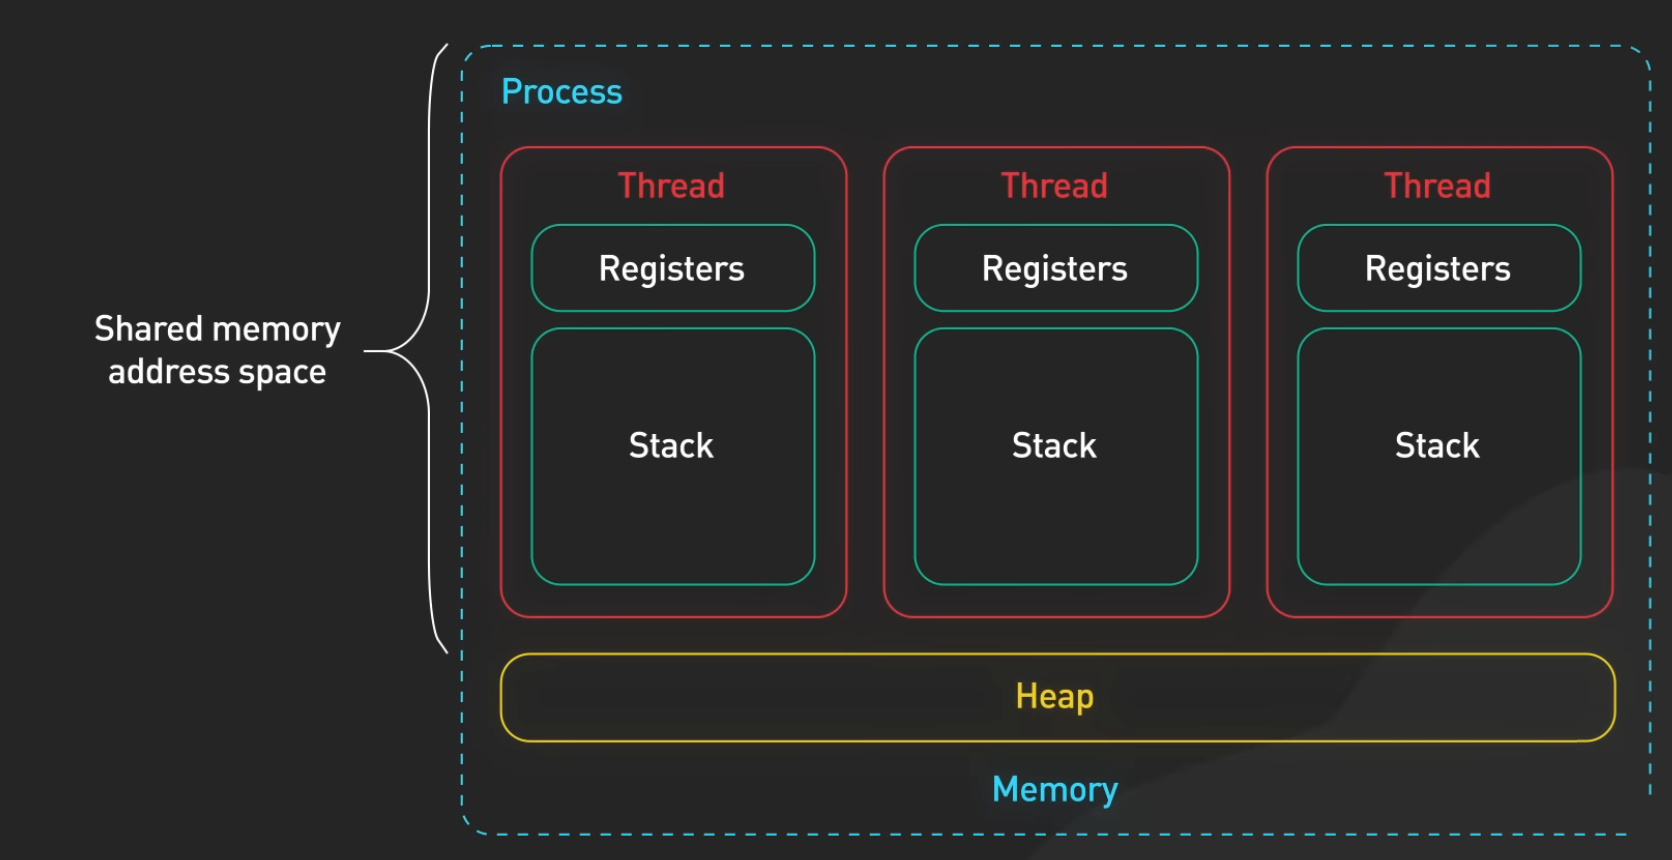 Process
Thread
Thread
Thread
Registers
Registers
Registers
Shared memory
address space
Stack
Stack
Stack
Heap
Memory